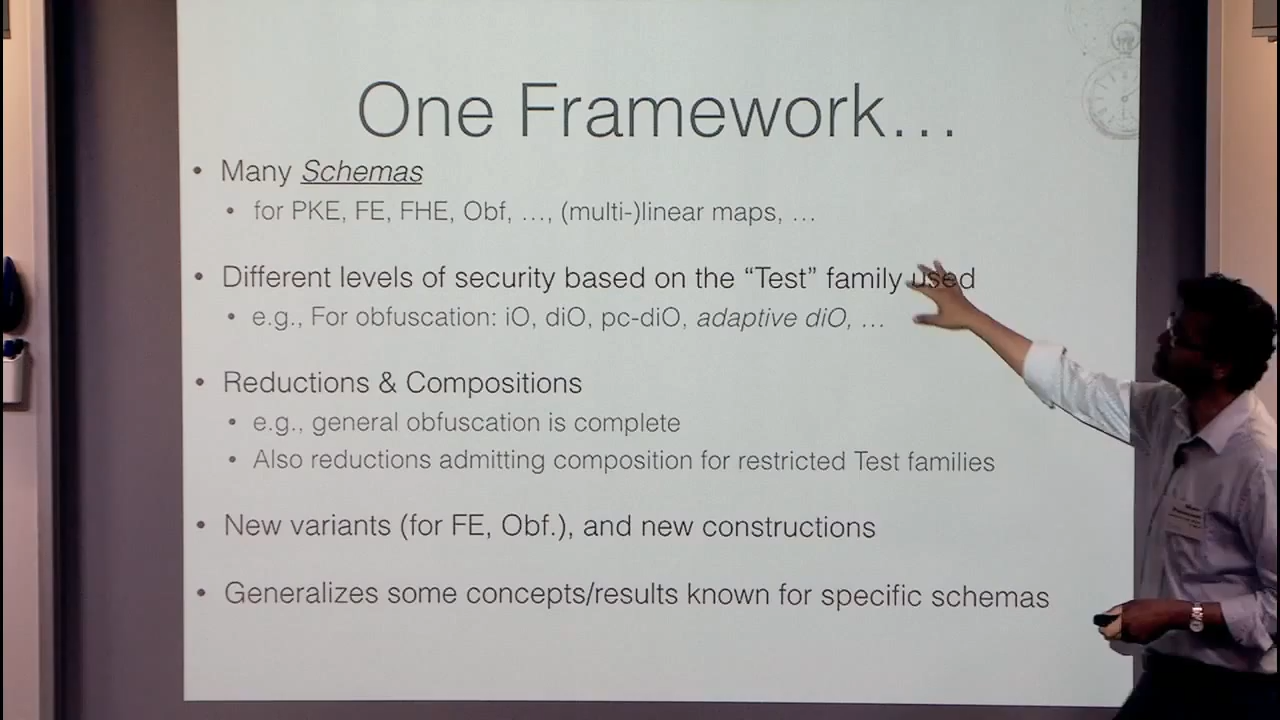 One Framework…
• Many Schemas
• for PKE, FE, FHE, Obf, …, (multi-)linear maps, …
• Different levels of security based on the “Test” family used
• e.g., For obfuscation: iO, diO, pc-diO, adaptive diO, …
• Reductions & Compositions
• e.g., general obfuscation is complete
• Also reductions admitting composition for restricted Test families
• New variants (for FE, Obf.), and new constructions
• Generalizes some concepts/results known for specific schemas